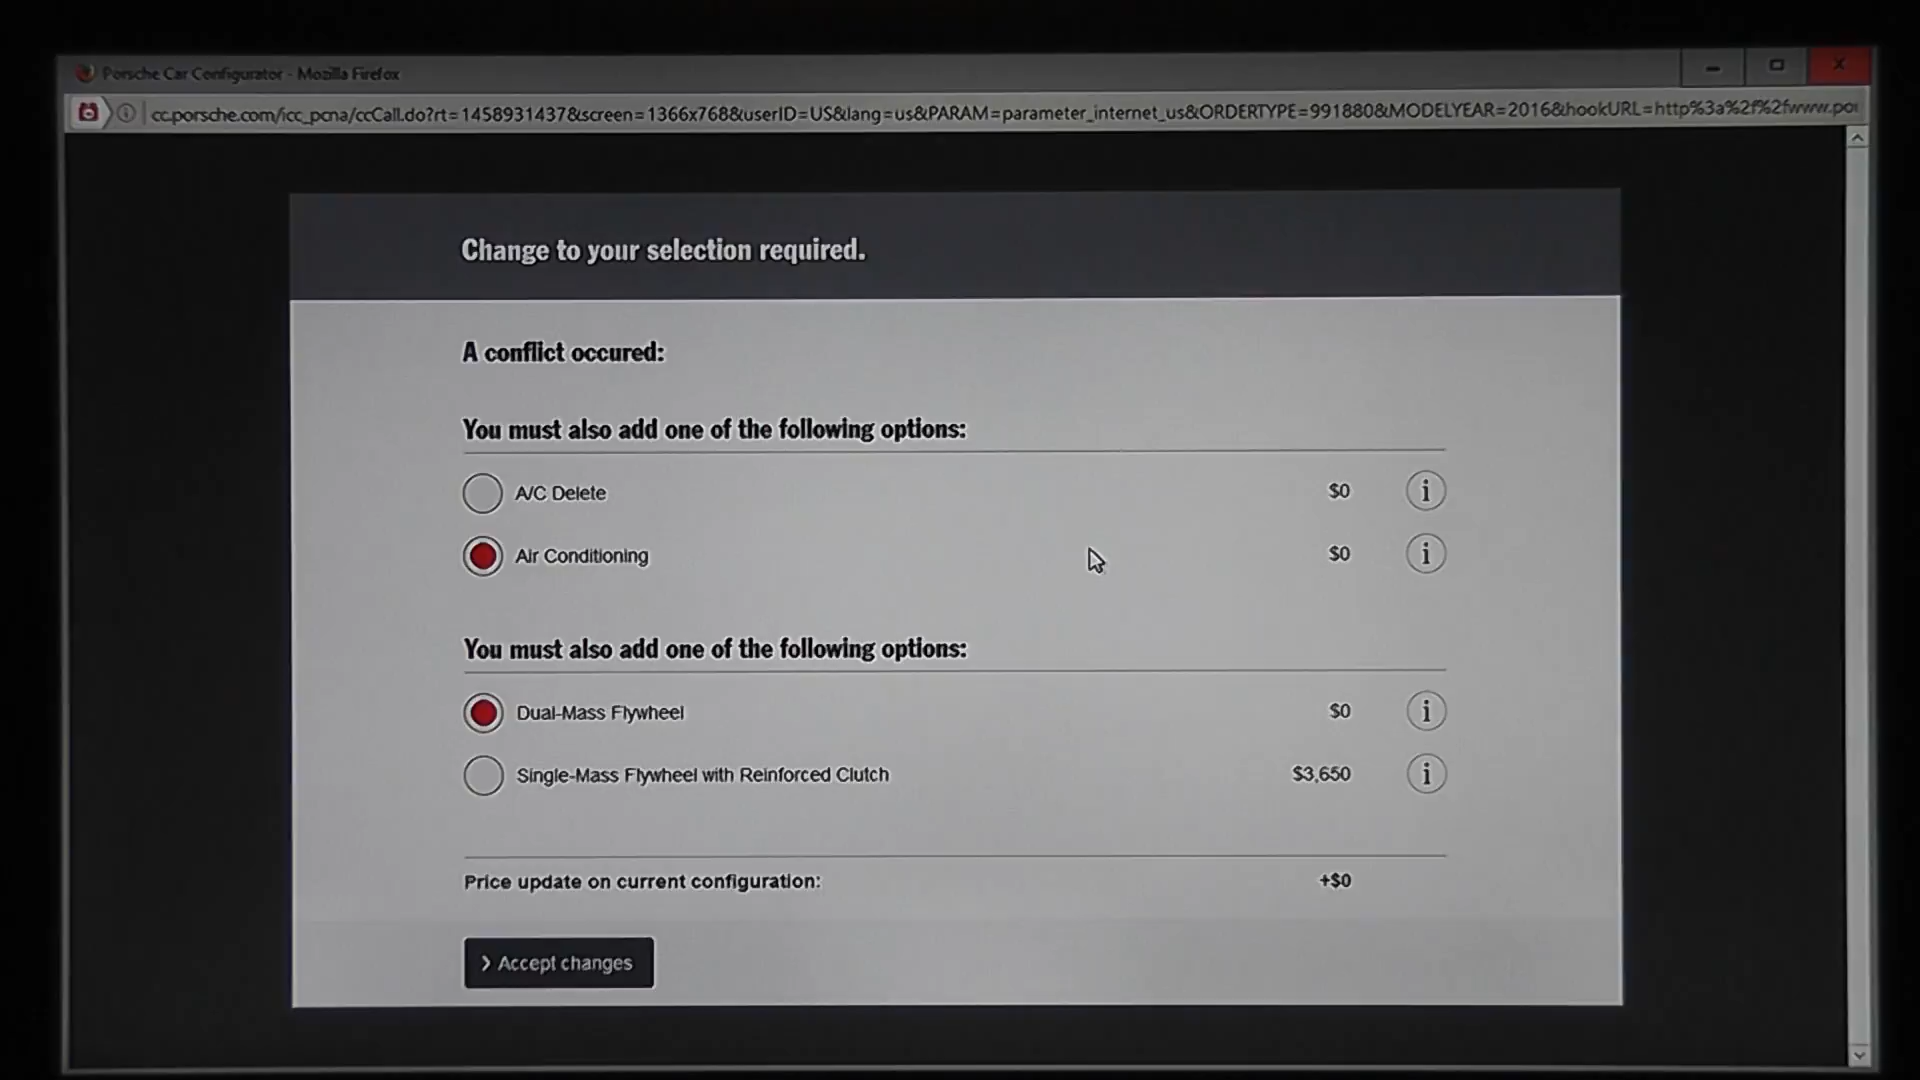 Porsche Car Configurator - Mozilla Firefox
cc.porsche.com/icc_pcna/ccCall.do?rt=1458931437&screen=1366x768&userID=US&lang=us&PARAM=parameter_internet_us&ORDERTYPE=991880&MODELYEAR=2016&hookURL=http%3a%2f%2fwww.por
Change to your selection required.
A conflict occured:
You must also add one of the following options:
A/C Delete $0 i
Air Conditioning $0 i
You must also add one of the following options:
Dual-Mass Flywheel $0 i
Single-Mass Flywheel with Reinforced Clutch $3,650 i
Price update on current configuration: +$0
Accept changes